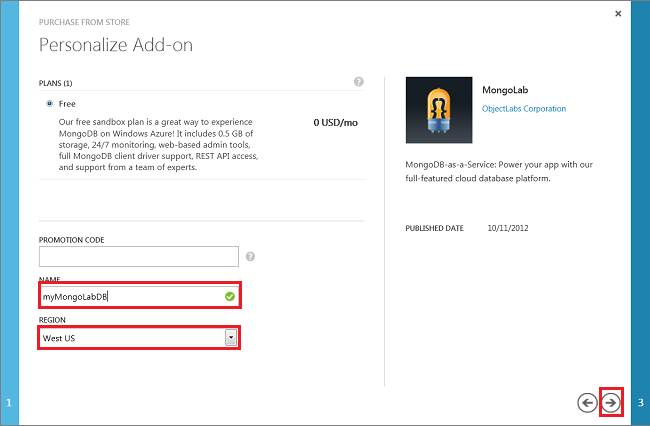 PURCHASE FROM STORE
Personalize Add-on
PLANS (1)
Free
Our free sandbox plan is a great way to experience
MongoDB on Windows Azure! It includes 0.5 GB of
storage, 24/7 monitoring, web-based admin tools,
full MongoDB client driver support, REST API access,
and support from a team of experts.
0 USD/mo
PROMOTION CODE
NAME
myMongoLabDB
REGION
West US
MongoLab
ObjectLabs Corporation
MongoDB-as-a-Service: Power your app with our
full-featured cloud database platform.
PUBLISHED DATE 10/11/2012
1
3